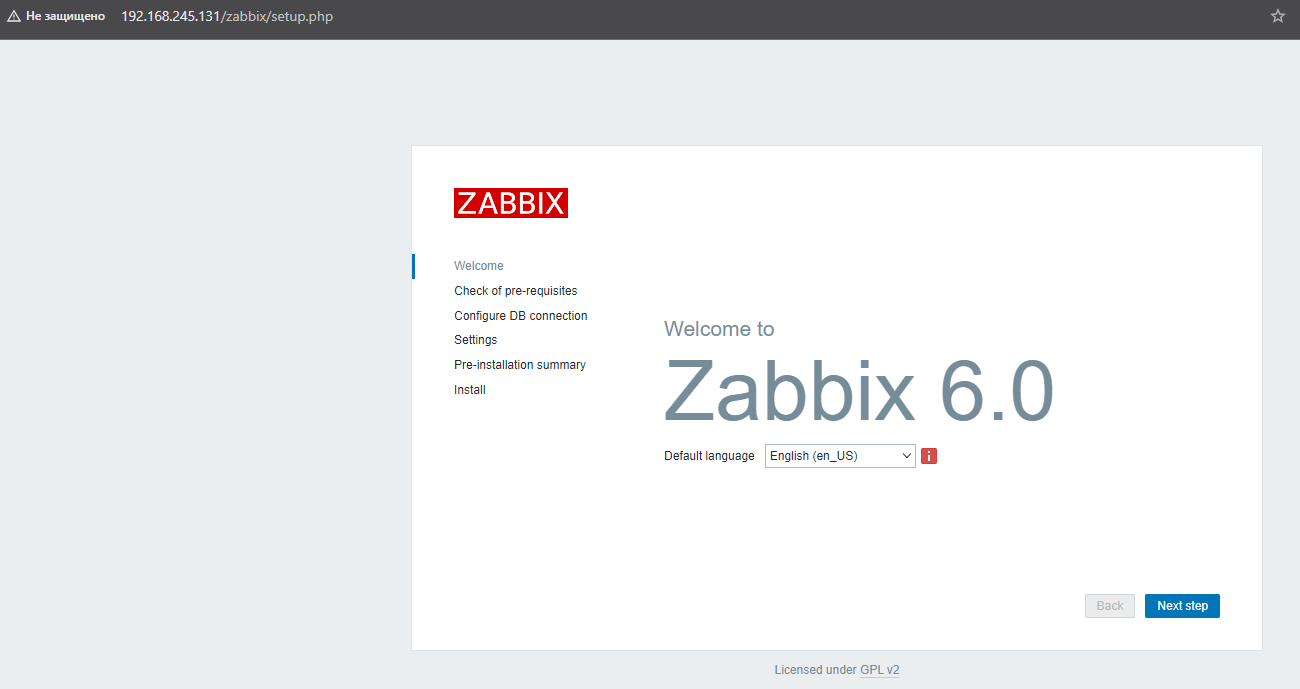 Не защищено 192.168.245.131/zabbix/setup.php
ZABBIX
Welcome
Check of pre-requisites
Configure DB connection
Settings
Pre-installation summary
Install
Welcome to
Zabbix 6.0
Default language English (en_US) i
Back Next step
Licensed under GPL v2